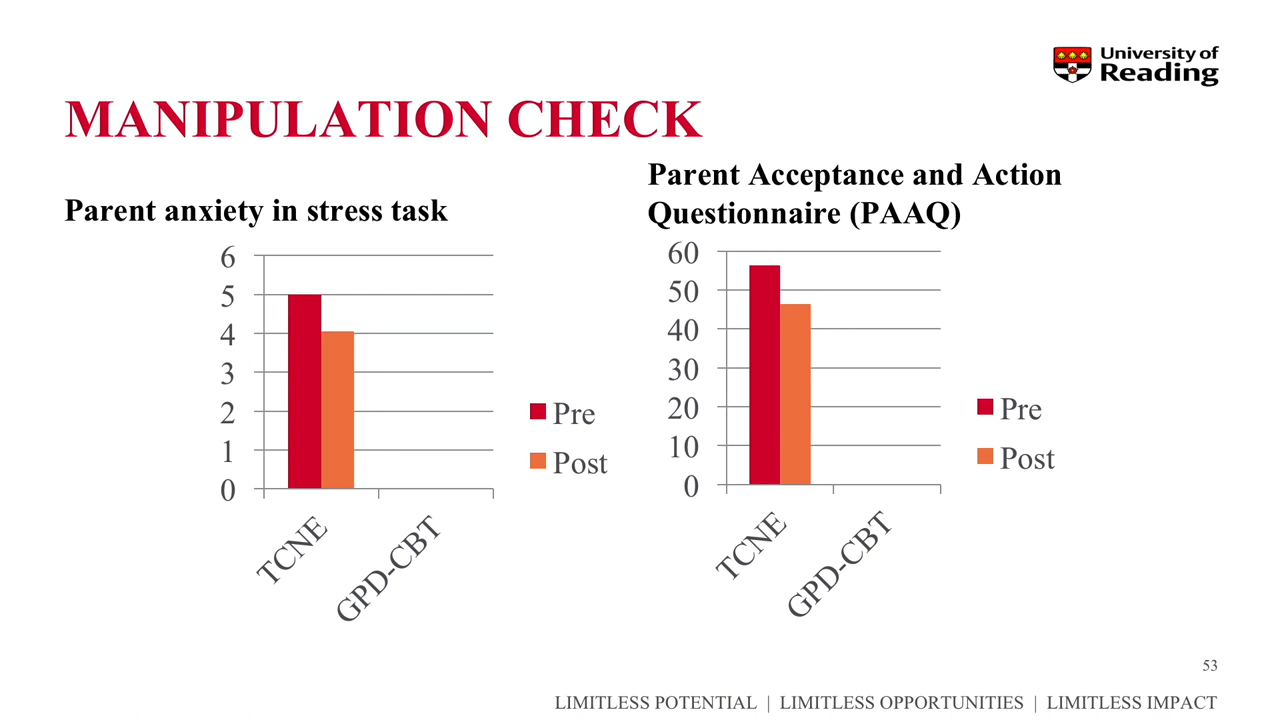 University of
Reading
MANIPULATION CHECK
Parent anxiety in stress task
6
5
4
3
2
1
0
TCNE
GPD-CBT
Pre
Post
Parent Acceptance and Action
Questionnaire (PAAQ)
60
50
40
30
20
10
0
TCNE
GPD-CBT
Pre
Post
53
LIMITLESS POTENTIAL | LIMITLESS OPPORTUNITIES | LIMITLESS IMPACT